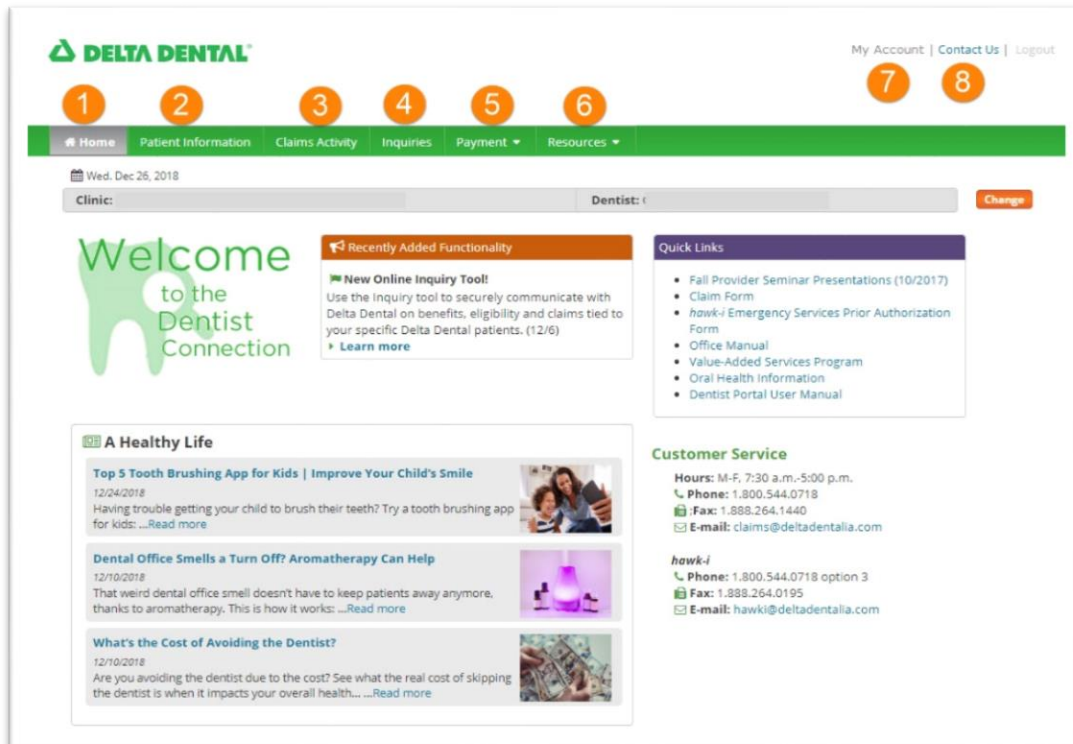 DELTA DENTAL®
My Account | Contact Us | Logout
7 8
1 2 3 4 5 6
Home Patient Information Claims Activity Inquiries Payment Resources
Wed. Dec 26, 2018
Clinic: Dentist: Change
Welcome
to the
Dentist
Connection
Recently Added Functionality
New Online Inquiry Tool!
Use the Inquiry tool to securely communicate with
Delta Dental on benefits, eligibility and claims tied to
your specific Delta Dental patients. (12/6)
Learn more
Quick Links
Fall Provider Seminar Presentations (10/2017)
Claim Form
hawk-i Emergency Services Prior Authorization
Form
Office Manual
Value-Added Services Program
Oral Health Information
Dentist Portal User Manual
A Healthy Life
Top 5 Tooth Brushing App for Kids | Improve Your Child's Smile
12/24/2018
Having trouble getting your child to brush their teeth? Try a tooth brushing app
for kids: ...Read more
Dental Office Smells a Turn Off? Aromatherapy Can Help
12/10/2018
That weird dental office smell doesn't have to keep patients away anymore,
thanks to aromatherapy. This is how it works: ...Read more
What's the Cost of Avoiding the Dentist?
12/10/2018
Are you avoiding the dentist due to the cost? See what the real cost of skipping
the dentist is when it impacts your overall health... ...Read more
Customer Service
Hours: M-F, 7:30 a.m.-5:00 p.m.
Phone: 1.800.544.0718
:Fax: 1.888.264.1440
E-mail: claims@deltadentalia.com
hawk-i
Phone: 1.800.544.0718 option 3
Fax: 1.888.264.0195
E-mail: hawki@deltadentalia.com